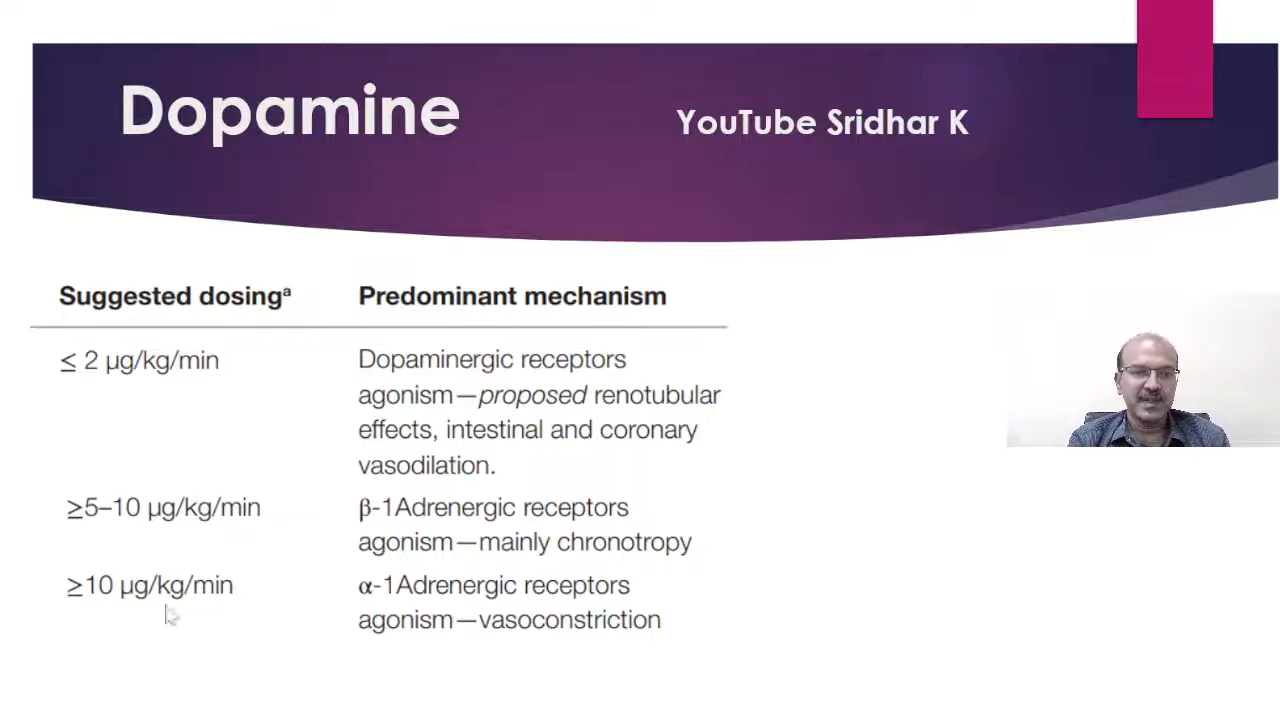 Dopamine
YouTube Sridhar K
Suggested dosingᵃ
Predominant mechanism
≤ 2 µg/kg/min
Dopaminergic receptors
agonism—proposed renotubular
effects, intestinal and coronary
vasodilation.
≥5–10 µg/kg/min
β-1Adrenergic receptors
agonism—mainly chronotropy
≥10 µg/kg/min
α-1Adrenergic receptors
agonism—vasoconstriction